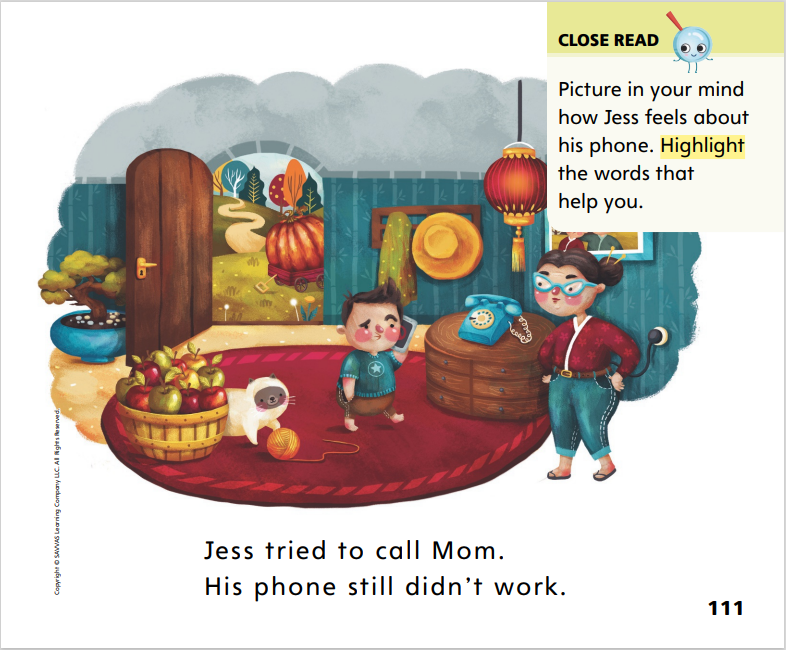 CLOSE READ
Picture in your mind
how Jess feels about
his phone. Highlight
the words that
help you.
Copyright © SAVVAS Learning Company LLC. All Rights Reserved.
Jess tried to call Mom.
His phone still didn’t work.
111